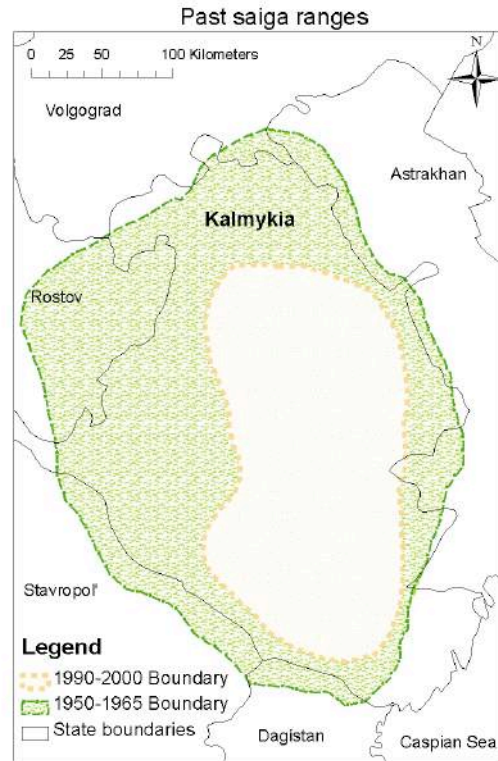 Past saiga ranges
0 25 50 100 Kilometers
N
Volgograd
Astrakhan
Kalmykia
Rostov
Stavropol'
Legend
1990-2000 Boundary
1950-1965 Boundary
State boundaries
Dagistan
Caspian Sea